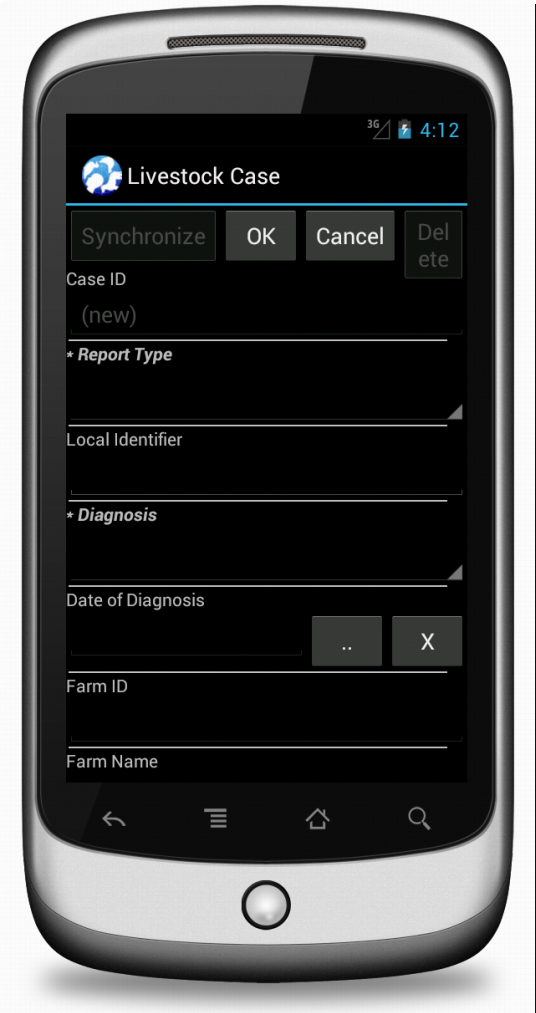 3G 4:12
Livestock Case
Synchronize OK Cancel Del
ete
Case ID
(new)
* Report Type
Local Identifier
* Diagnosis
Date of Diagnosis
.. X
Farm ID
Farm Name